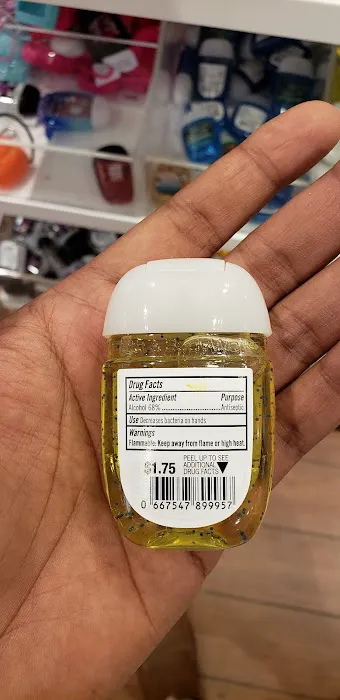 Drug Facts
Active Ingredient Purpose
Alcohol 68%..........................Antiseptic
Use Decreases bacteria on hands
Warnings
Flammable: Keep away from flame or high heat.
$1.75 PEEL UP TO SEE
ADDITIONAL
DRUG FACTS
0 667547 899957